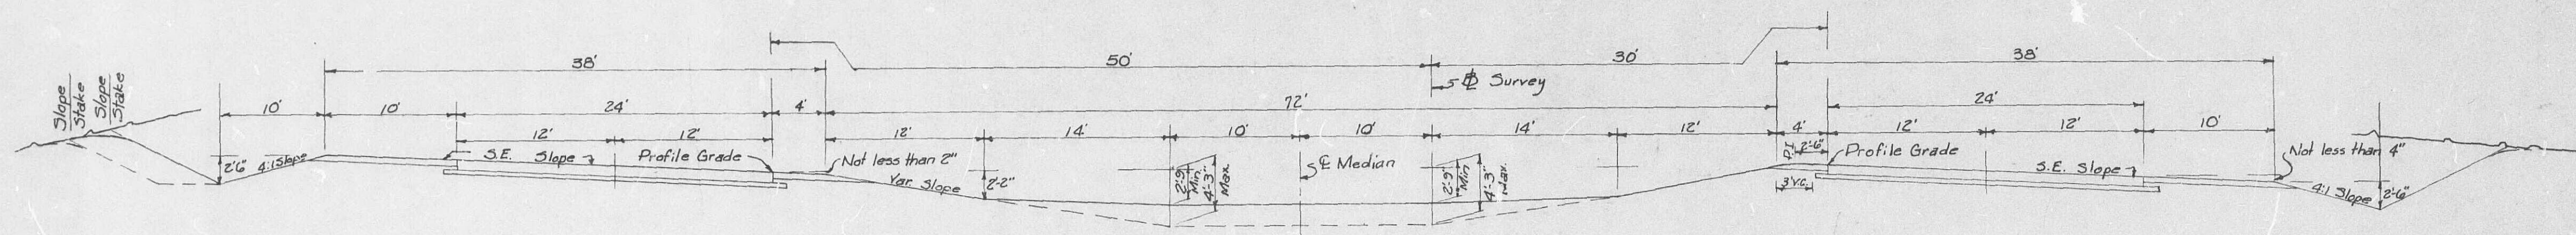 38'
50'
30'
38'
℄ Survey
Slope Stake
Slope Stake
10'
10'
24'
4'
72'
24'
12'
12'
12'
14'
10'
10'
14'
12'
4'
12'
12'
10'
2'6" 4:1 Slope
S.E. Slope
Profile Grade
Not less than 2"
Var. Slope
2'-2"
2'-9" Min.
4'-3" Max.
℄ Median
2'-9" Min.
4'-3" Max.
P.I.
2'-6"
3' V.C.
Profile Grade
S.E. Slope
Not less than 4"
4:1 Slope
2'-6"